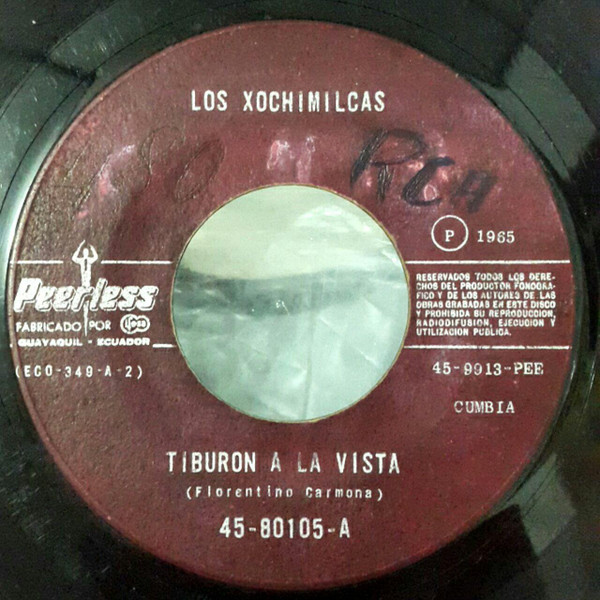 LOS XOCHIMILCAS
RCA
P 1965
Peerless
FABRICADO POR
GUAYAQUIL - ECUADOR
(ECO-349-A-2)
RESERVADOS TODOS LOS DERE-
CHOS DEL PRODUCTOR FONOGRA-
FICO Y DE LOS AUTORES DE LAS
OBRAS GRABADAS EN ESTE DISCO
Y PROHIBIDA SU REPRODUCCION,
RADIODIFUSION, EJECUCION Y
UTILIZACION PUBLICA.
45-9913-PEE
CUMBIA
TIBURON A LA VISTA
(Florentino Carmona)
45-80105-A